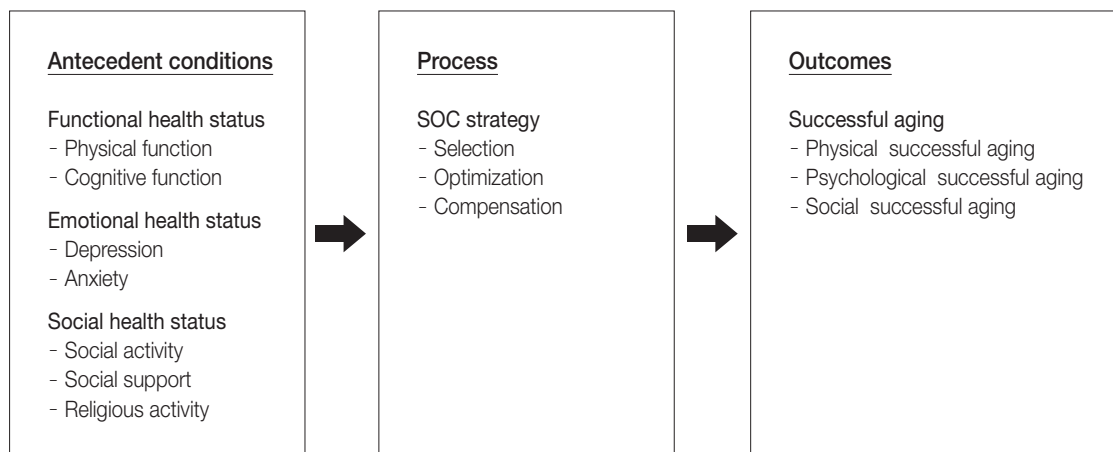 Antecedent conditions
Functional health status
- Physical function
- Cognitive function
Emotional health status
- Depression
- Anxiety
Social health status
- Social activity
- Social support
- Religious activity
Process
SOC strategy
- Selection
- Optimization
- Compensation
Outcomes
Successful aging
- Physical successful aging
- Psychological successful aging
- Social successful aging